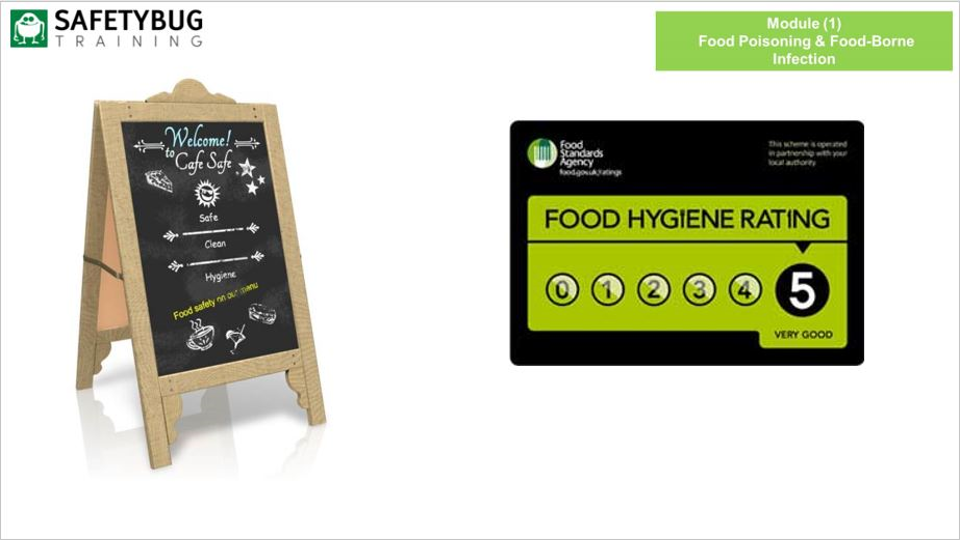 SAFETYBUG
TRAINING
Module (1)
Food Poisoning & Food-Borne
Infection
Welcome!
to
Cafe Safe
Safe
Clean
Hygiene
Food safety on our menu
Food
Standards
Agency
food.gov.uk/ratings
This scheme is operated
in partnership with your
local authority
FOOD HYGIENE RATING
0 1 2 3 4 5
VERY GOOD